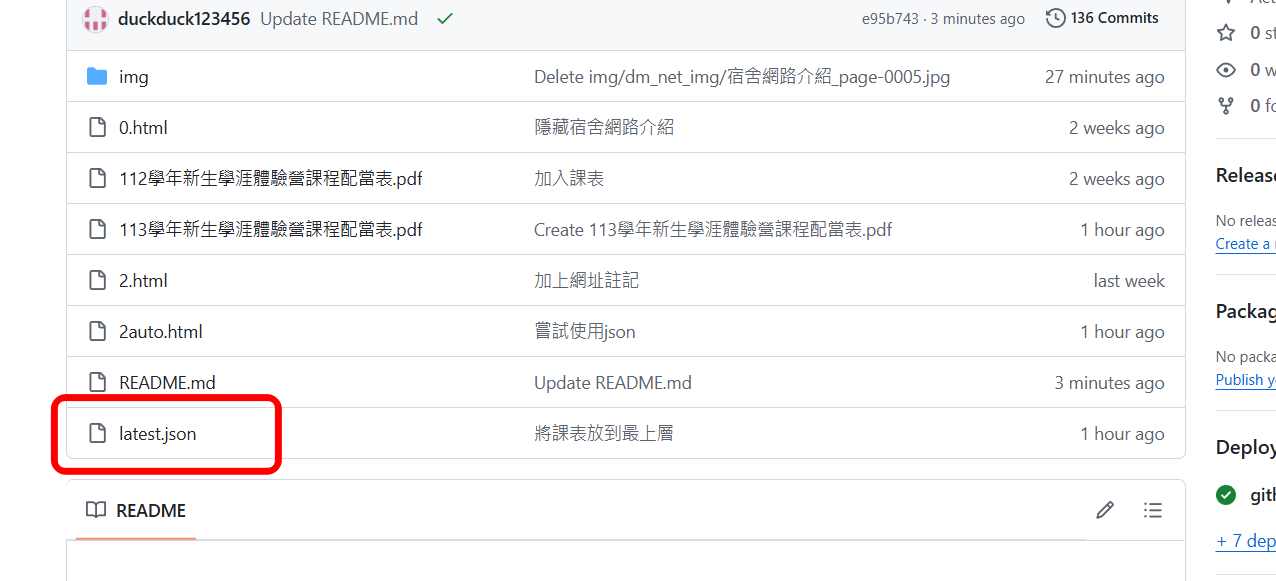 duckduck123456 Update README.md e95b743 · 3 minutes ago 136 Commits
img Delete img/dm_net_img/宿舍網路介紹_page-0005.jpg 27 minutes ago
0.html 隱藏宿舍網路介紹 2 weeks ago
112學年新生學涯體驗營課程配當表.pdf 加入課表 2 weeks ago
113學年新生學涯體驗營課程配當表.pdf Create 113學年新生學涯體驗營課程配當表.pdf 1 hour ago
2.html 加上網址註記 last week
2auto.html 嘗試使用json 1 hour ago
README.md Update README.md 3 minutes ago
latest.json 將課表放到最上層 1 hour ago
README
0 st
0 w
0 fo
Release
No releas
Create a
Packag
No packa
Publish y
Deploy
gith
+ 7 dep